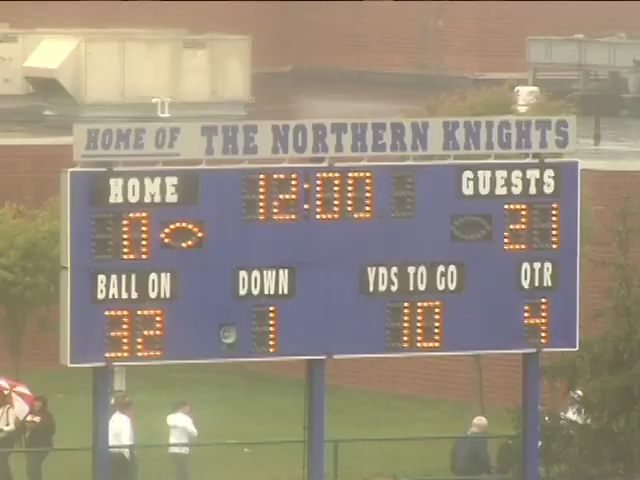 HOME OF THE NORTHERN KNIGHTS
HOME 12:00 GUESTS
0 21
BALL ON DOWN YDS TO GO QTR
32 1 10 4